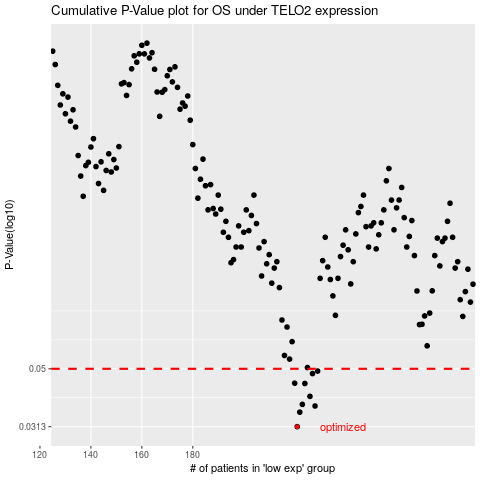 Cumulative P-Value plot for OS under TELO2 expression
P-Value(log10)
0.05
0.0313
optimized
120 140 160 180
# of patients in 'low exp' group